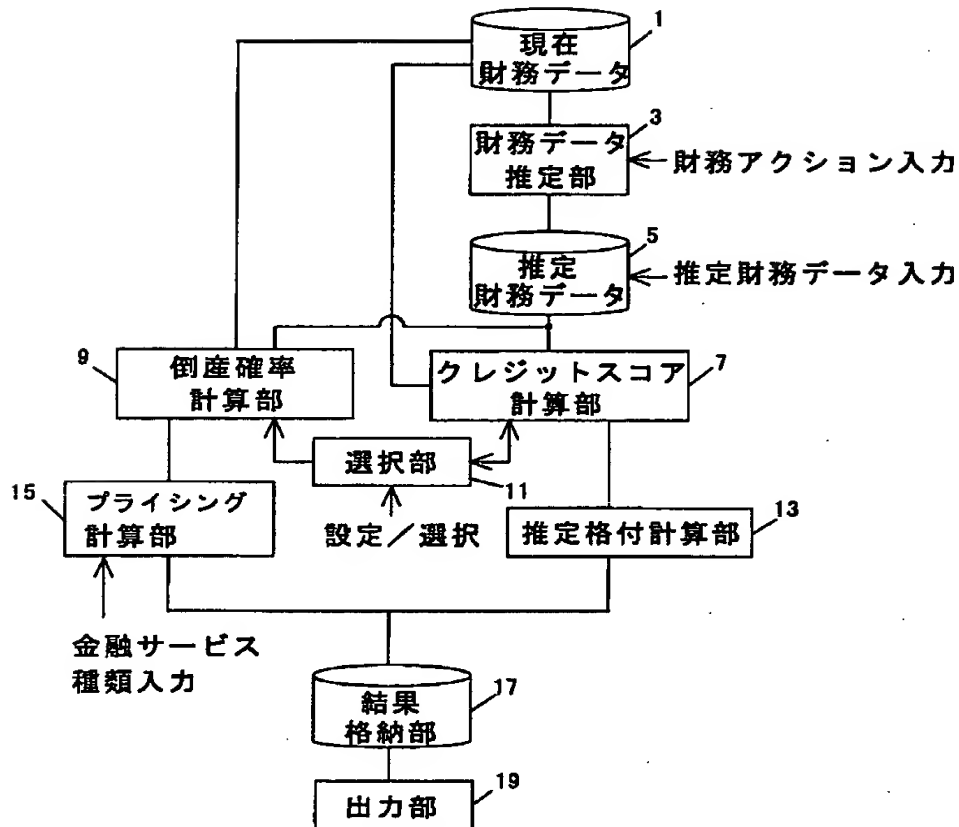 現在
財務データ
1
財務データ
推定部
3
財務アクション入力
推定
財務データ
5
推定財務データ入力
9
倒産確率
計算部
クレジットスコア
計算部
7
選択部
11
設定／選択
15
プライシング
計算部
推定格付計算部
13
金融サービス
種類入力
結果
格納部
17
出力部
19